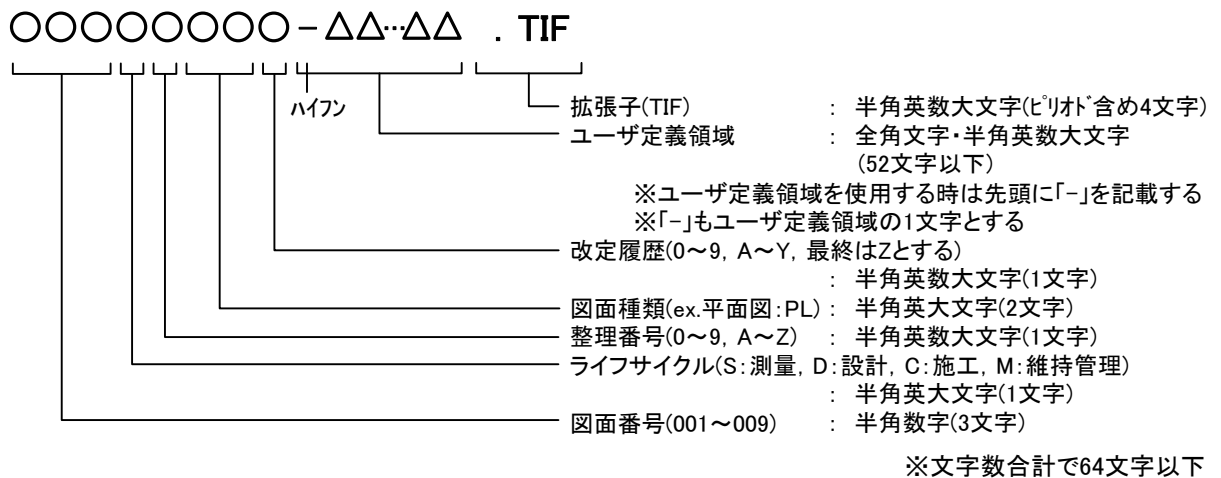 ○○○○○○○○－△△…△△ . TIF
ﾊｲﾌﾝ
拡張子(TIF) : 半角英数大文字(ﾋﾟﾘｵﾄﾞ含め4文字)
ユーザ定義領域 : 全角文字・半角英数大文字
(52文字以下)
※ユーザ定義領域を使用する時は先頭に「-」を記載する
※「-」もユーザ定義領域の1文字とする
改定履歴(0～9, A～Y, 最終はZとする)
: 半角英数大文字(1文字)
図面種類(ex.平面図:PL) : 半角英大文字(2文字)
整理番号(0～9, A～Z) : 半角英数大文字(1文字)
ライフサイクル(S:測量, D:設計, C:施工, M:維持管理)
: 半角英大文字(1文字)
図面番号(001～009) : 半角数字(3文字)
※文字数合計で64文字以下